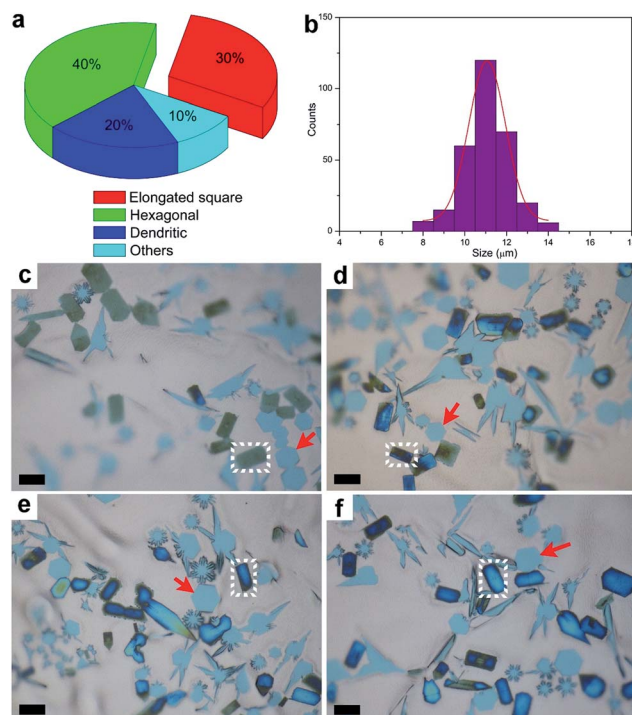 a
40%
30%
20%
10%
Elongated square
Hexagonal
Dendritic
Others
b
150
100
50
0
Counts
4 6 8 10 12 14 16 18
Size (μm)
c
d
e
f